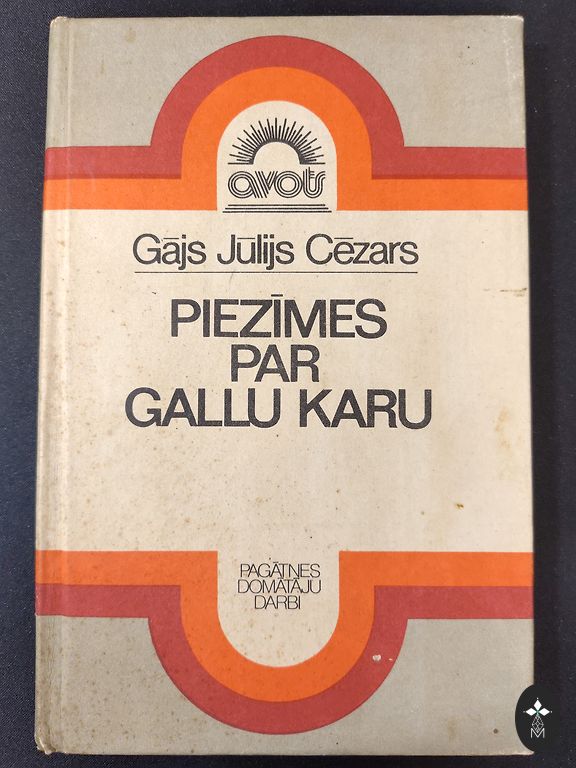 avots
Gājs Jūlijs Cēzars
PIEZĪMES
PAR
GALLU KARU
PAGĀTNES
DOMĀTĀJU
DARBI
M